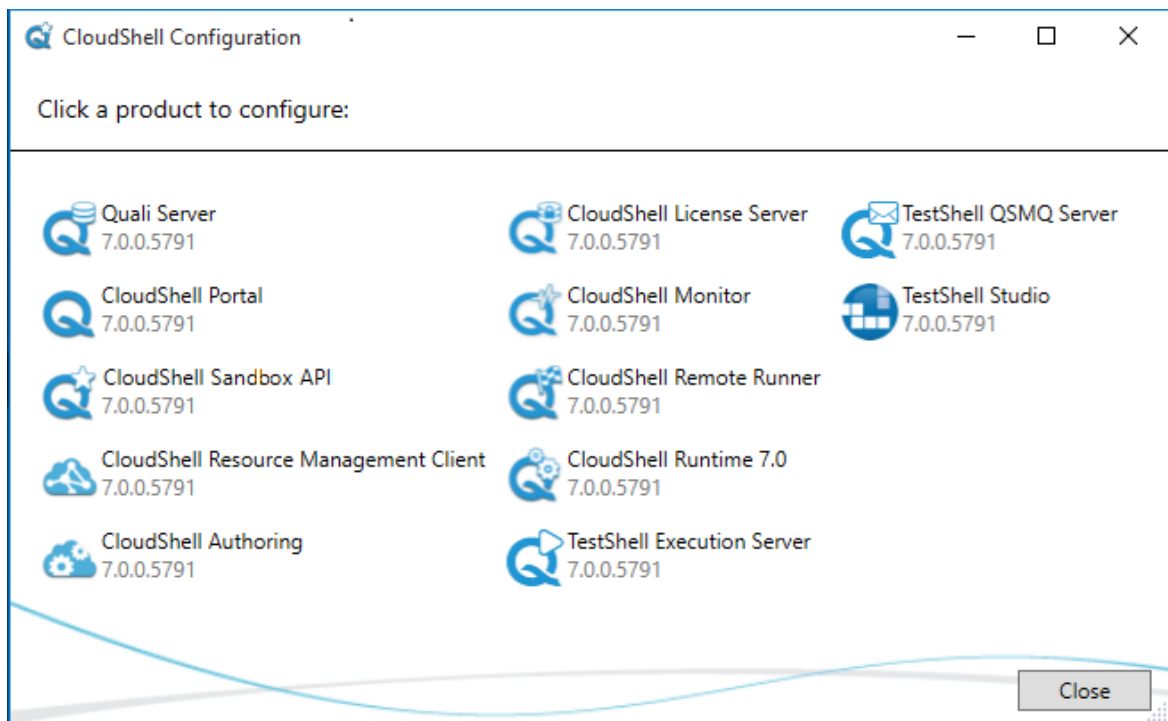 CloudShell Configuration
Click a product to configure:
Quali Server
7.0.0.5791
CloudShell Portal
7.0.0.5791
CloudShell Sandbox API
7.0.0.5791
CloudShell Resource Management Client
7.0.0.5791
CloudShell Authoring
7.0.0.5791
CloudShell License Server
7.0.0.5791
CloudShell Monitor
7.0.0.5791
CloudShell Remote Runner
7.0.0.5791
CloudShell Runtime 7.0
7.0.0.5791
TestShell Execution Server
7.0.0.5791
TestShell QSMQ Server
7.0.0.5791
TestShell Studio
7.0.0.5791
Close